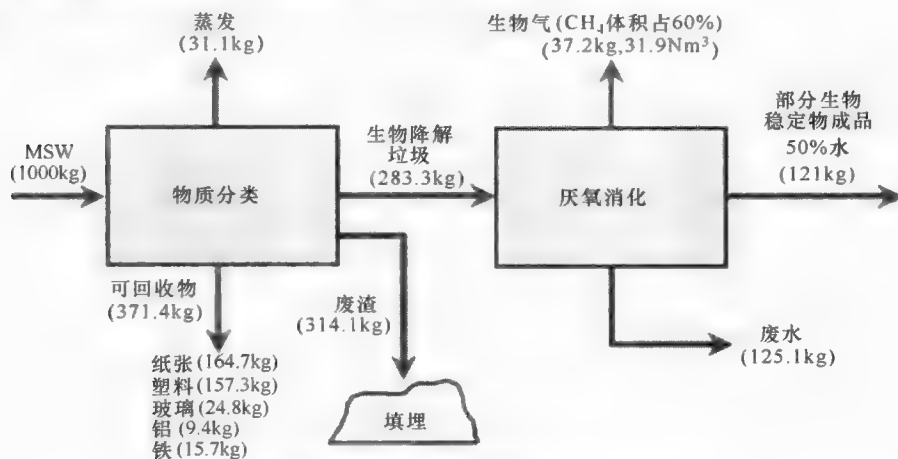 蒸发
(31.1kg)
生物气(CH₄体积占60%)
(37.2kg,31.9Nm³)
MSW
(1000kg)
物质分类
生物降解
垃圾
(283.3kg)
厌氧消化
部分生物
稳定物成品
50%水
(121kg)
可回收物
(371.4kg)
废渣
(314.1kg)
废水
(125.1kg)
纸张(164.7kg)
塑料(157.3kg)
玻璃(24.8kg)
铝(9.4kg)
铁(15.7kg)
填埋